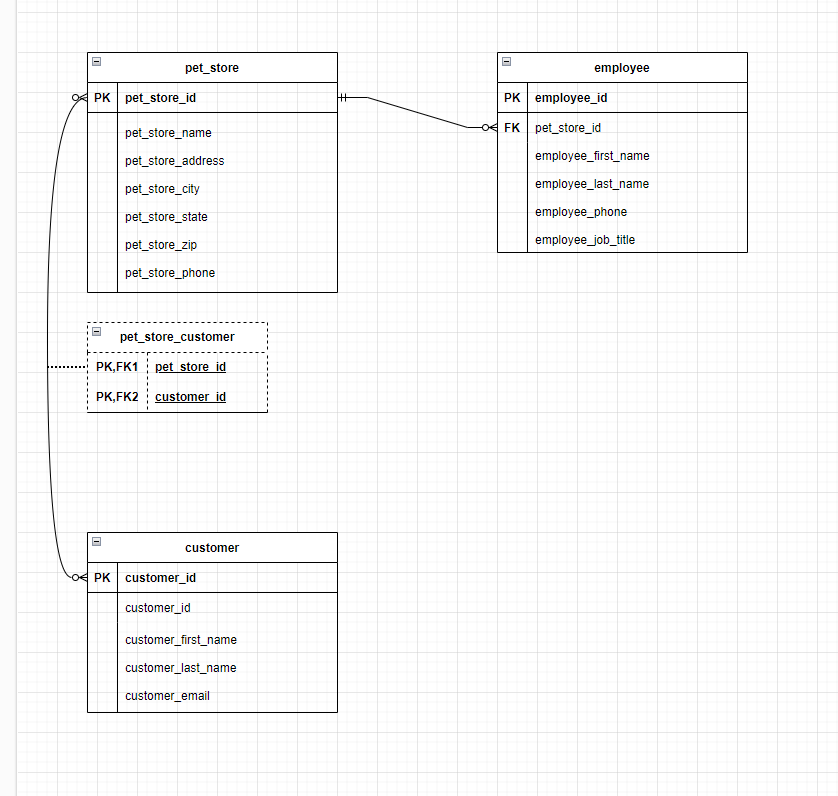 pet_store
PK pet_store_id
pet_store_name
pet_store_address
pet_store_city
pet_store_state
pet_store_zip
pet_store_phone
employee
PK employee_id
FK pet_store_id
employee_first_name
employee_last_name
employee_phone
employee_job_title
pet_store_customer
PK,FK1 pet_store_id
PK,FK2 customer_id
customer
PK customer_id
customer_id
customer_first_name
customer_last_name
customer_email